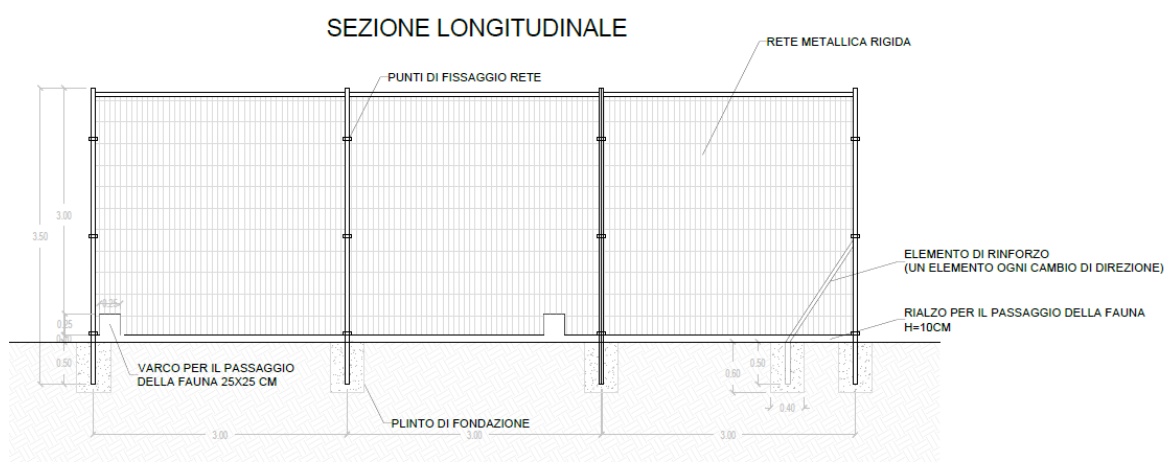 SEZIONE LONGITUDINALE
RETE METALLICA RIGIDA
PUNTI DI FISSAGGIO RETE
3.00
3.50
ELEMENTO DI RINFORZO
(UN ELEMENTO OGNI CAMBIO DI DIREZIONE)
0.25
0.25
RIALZO PER IL PASSAGGIO DELLA FAUNA
H=10CM
0.50
VARCO PER IL PASSAGGIO
DELLA FAUNA 25X25 CM
0.60
0.50
0.40
PLINTO DI FONDAZIONE
3.00
3.00
3.00